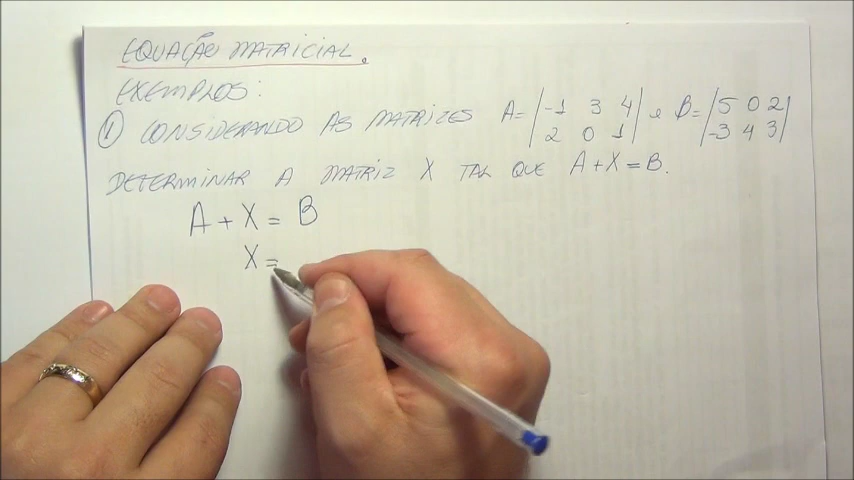 EQUAÇÃO MATRICIAL.
EXEMPLOS:
① CONSIDERANDO AS MATRIZES A=|-1 3 4| e B=|5 0 2|
|2 0 1| |-3 4 3|
DETERMINAR A MATRIZ X TAL QUE A+X=B.
A+X=B
X=